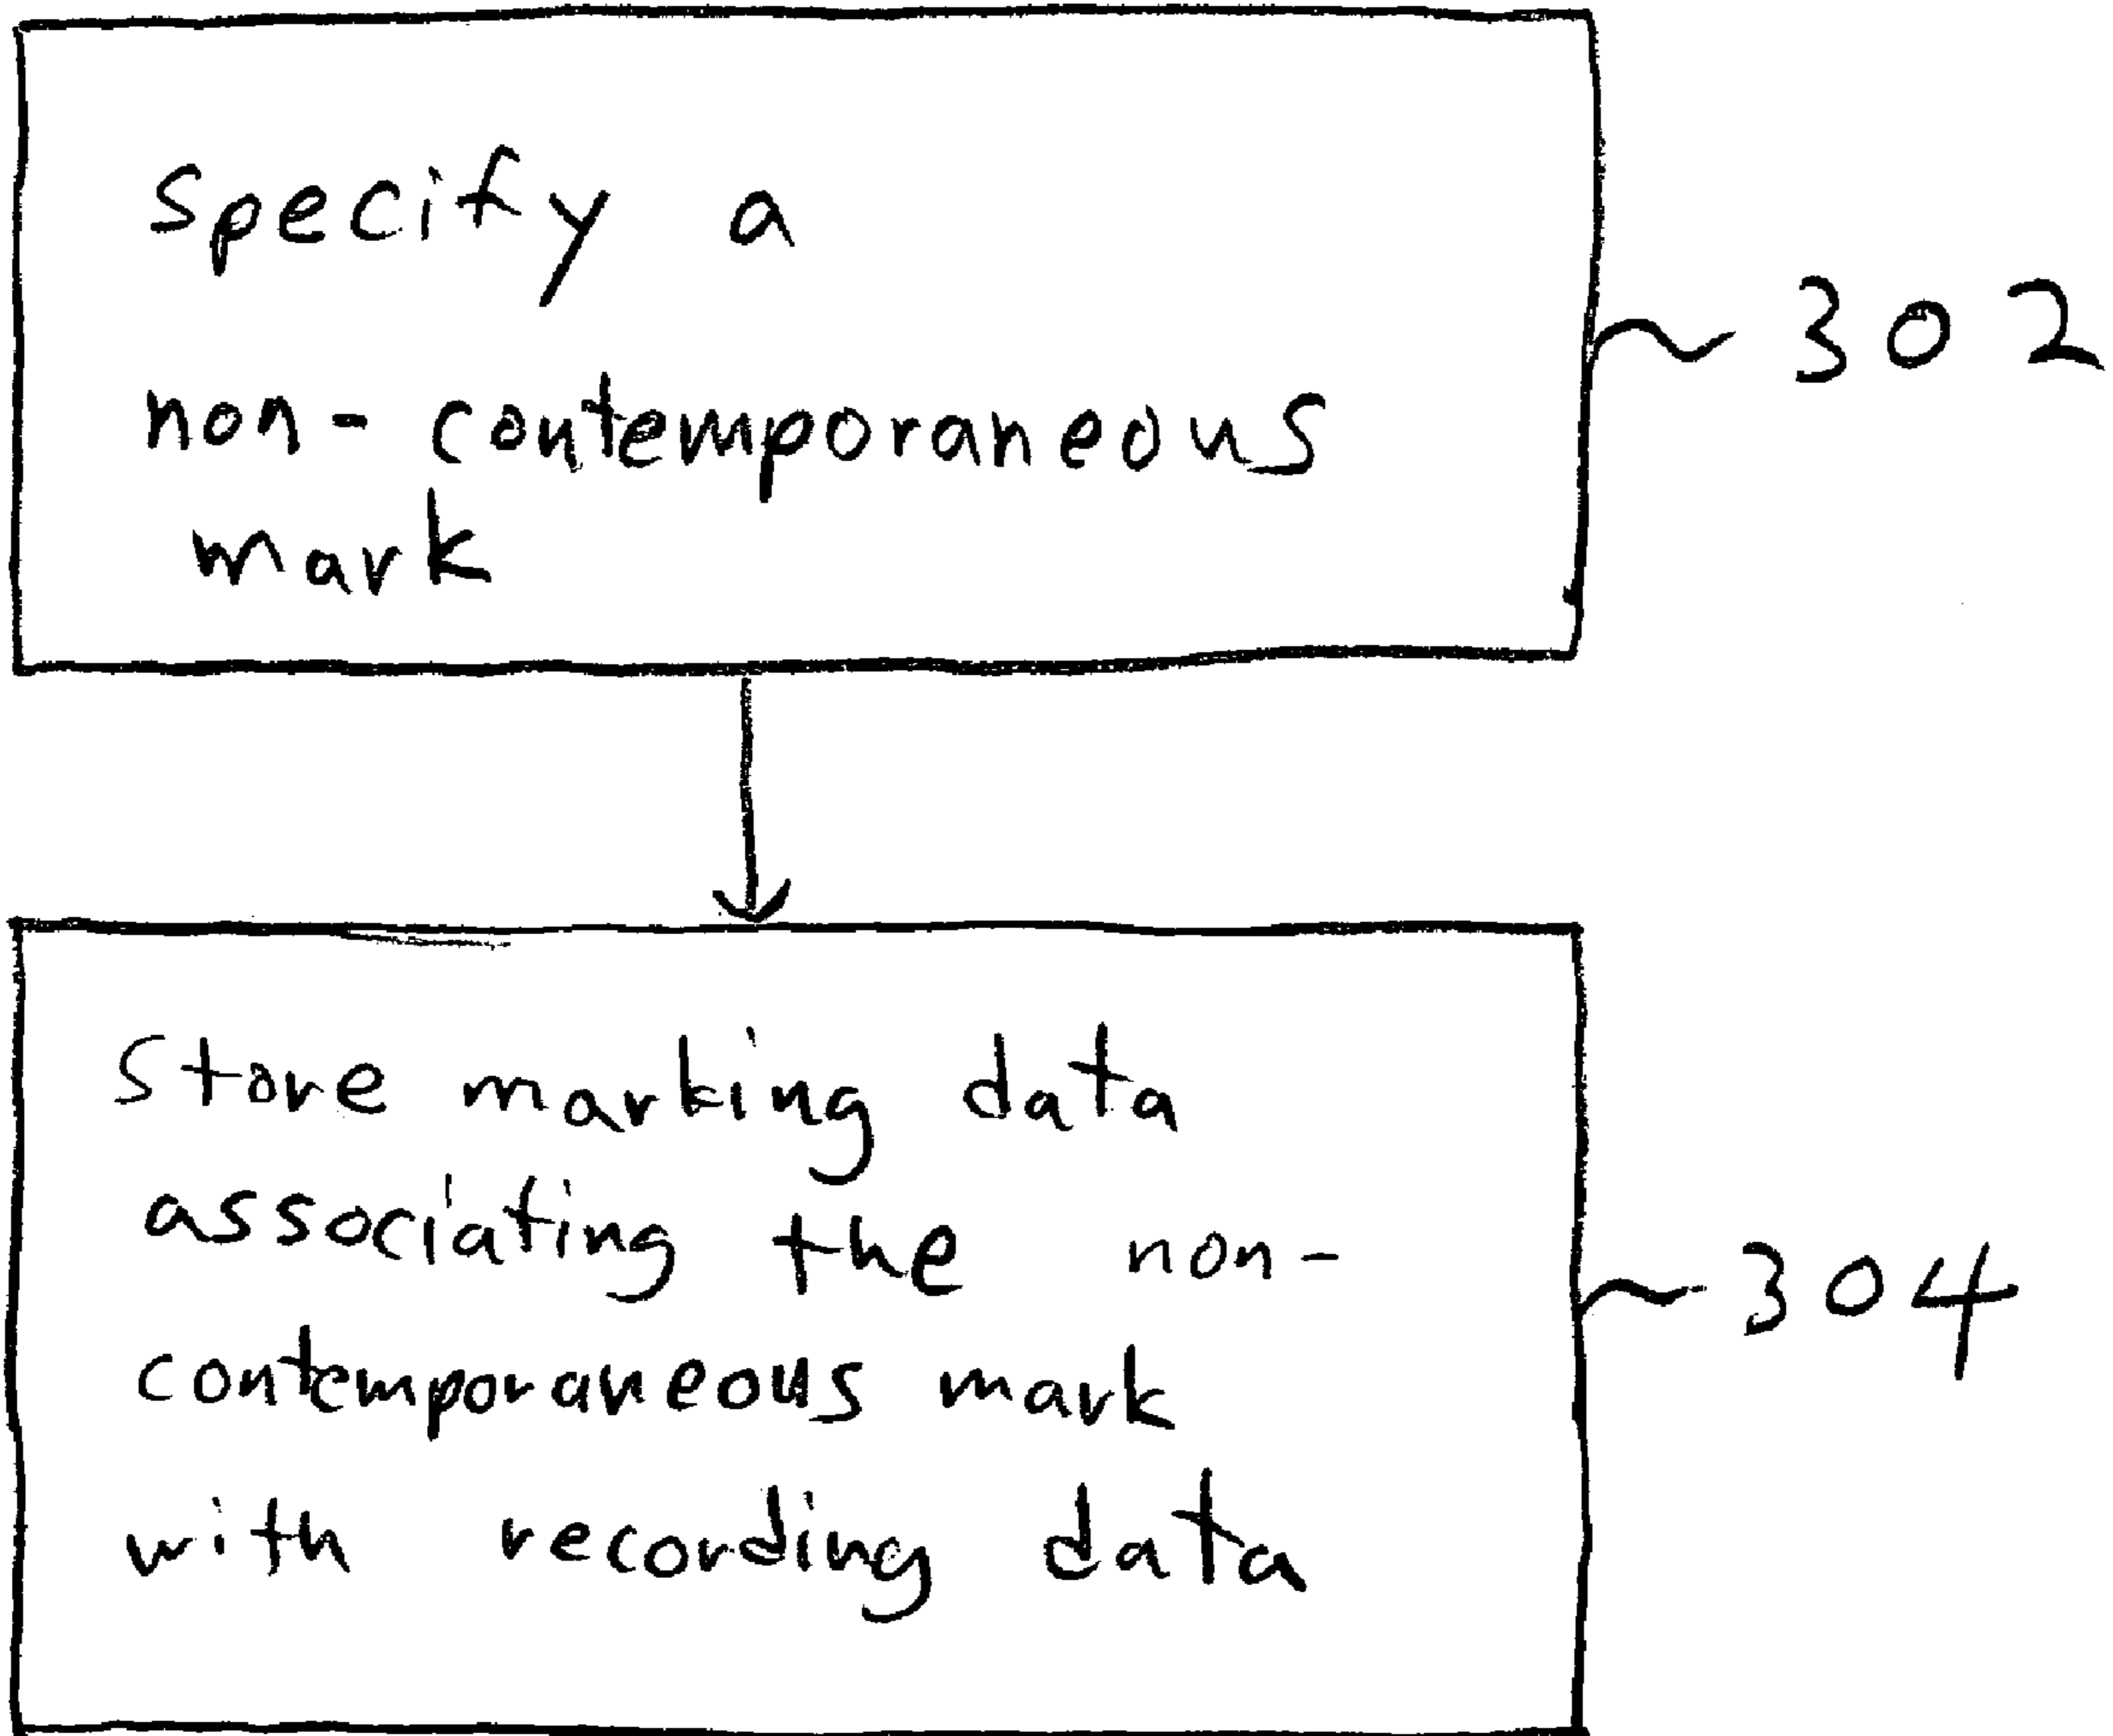 specify a
non-contemporaneous
mark
302
Store marking data
associating the non-
contemporaneous mark
with recording data
304